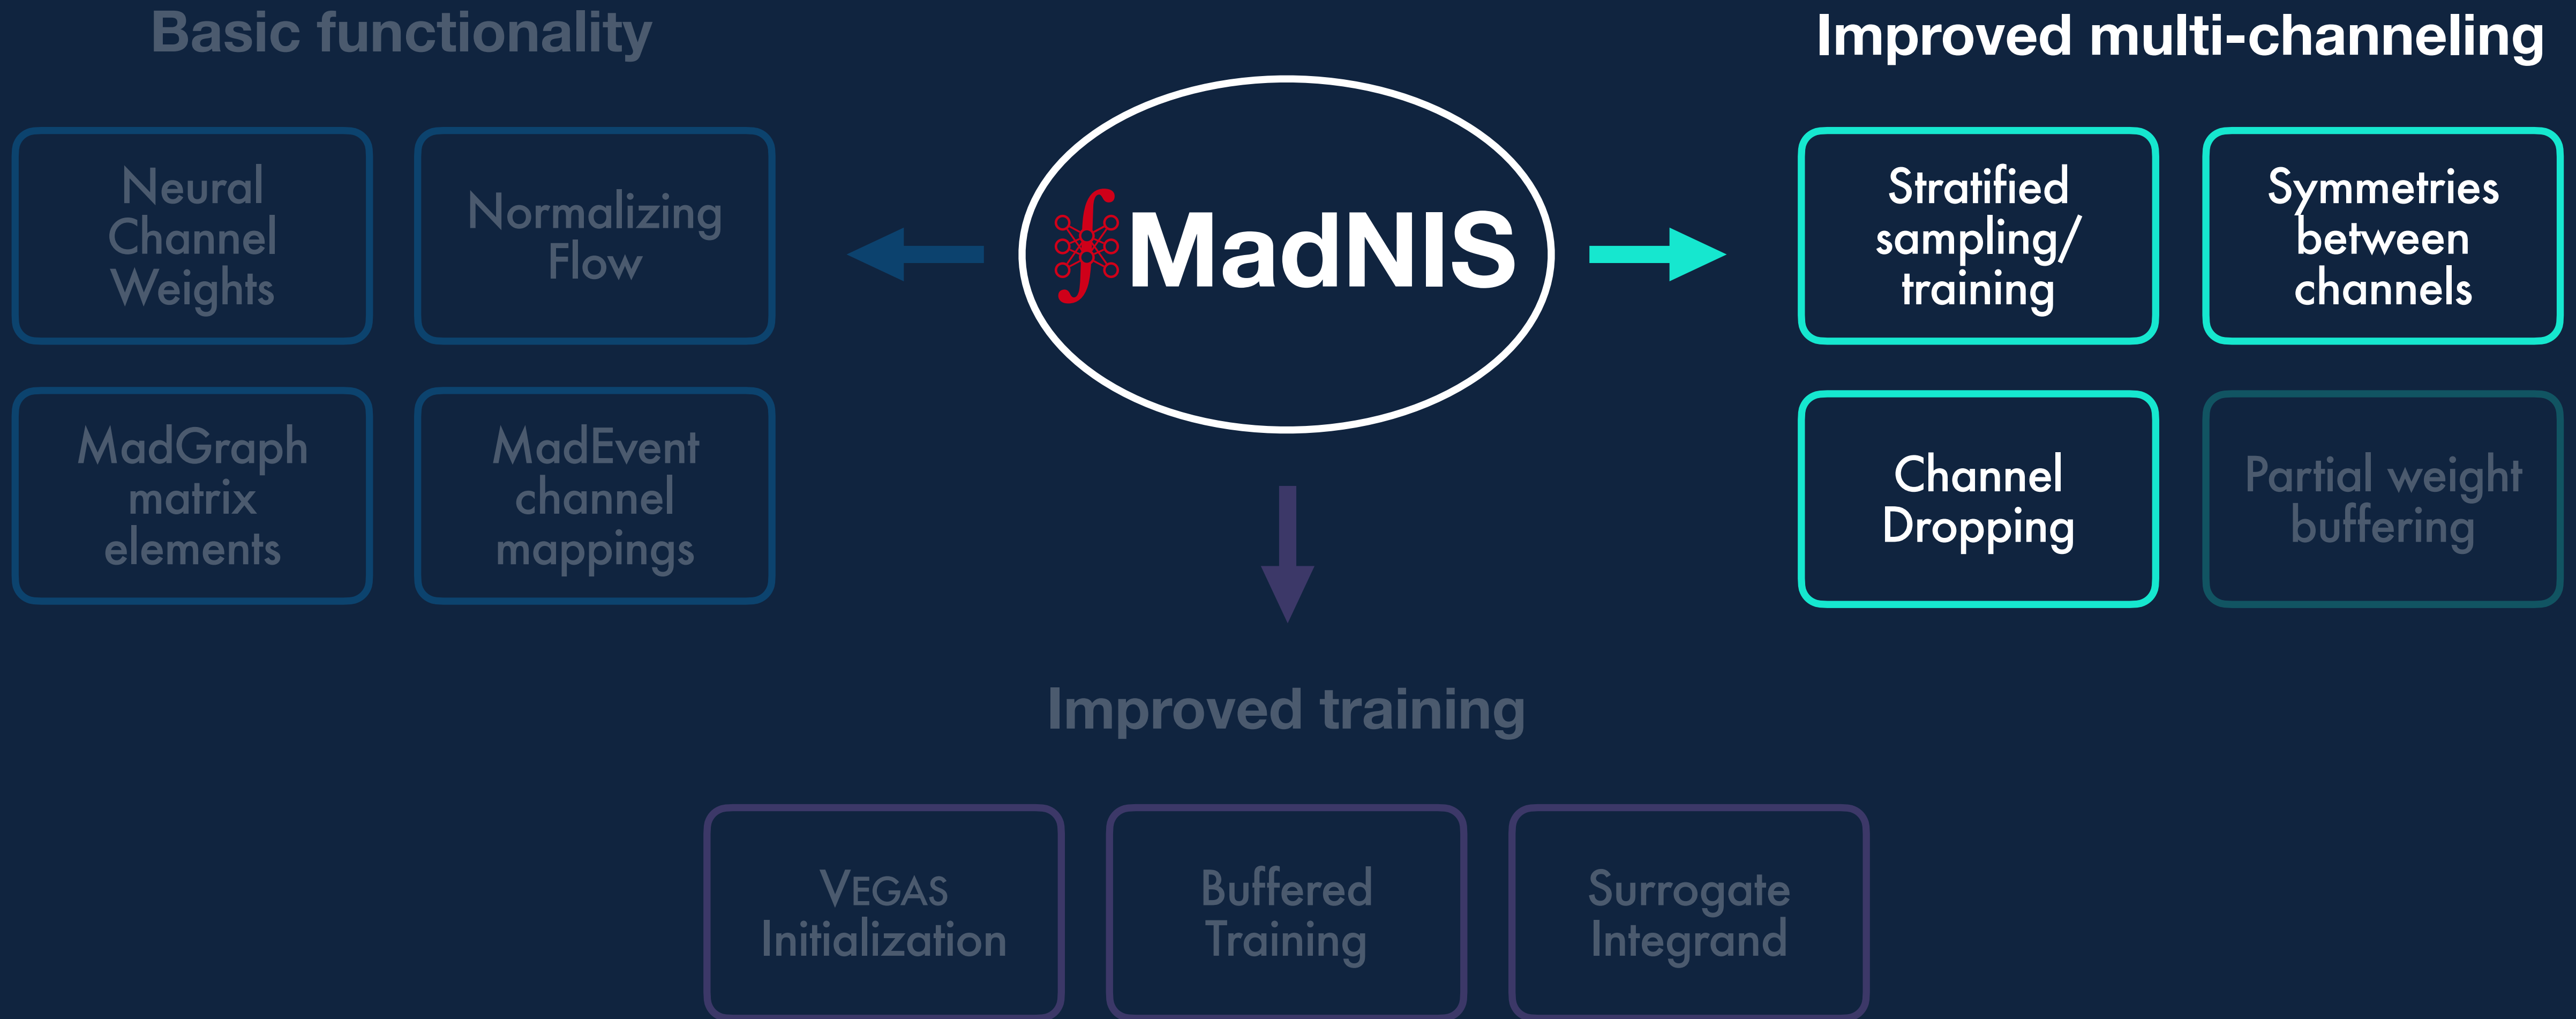 Basic functionality
Neural
Channel
Weights
Normalizing
Flow
MadGraph
matrix
elements
MadEvent
channel
mappings
MadNIS
Improved multi-channeling
Stratified
sampling/
training
Symmetries
between
channels
Channel
Dropping
Partial weight
buffering
Improved training
VEGAS
Initialization
Buffered
Training
Surrogate
Integrand